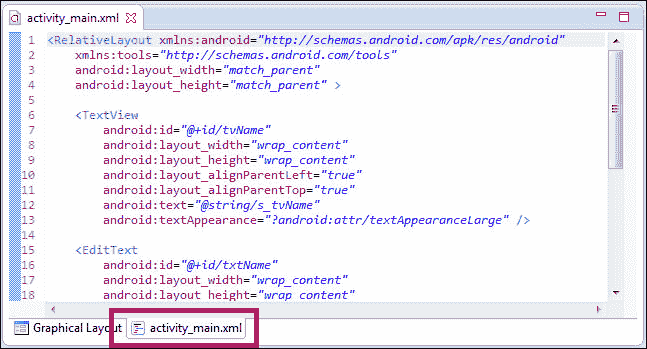 activity_main.xml
1 <RelativeLayout xmlns:android="http://schemas.android.com/apk/res/android"
2 xmlns:tools="http://schemas.android.com/tools"
3 android:layout_width="match_parent"
4 android:layout_height="match_parent" >
5
6 <TextView
7 android:id="@+id/tvName"
8 android:layout_width="wrap_content"
9 android:layout_height="wrap_content"
10 android:layout_alignParentLeft="true"
11 android:layout_alignParentTop="true"
12 android:text="@string/s_tvName"
13 android:textAppearance="?android:attr/textAppearanceLarge" />
14
15 <EditText
16 android:id="@+id/txtName"
17 android:layout_width="wrap_content"
18 android:layout_height="wrap_content"
Graphical Layout activity_main.xml